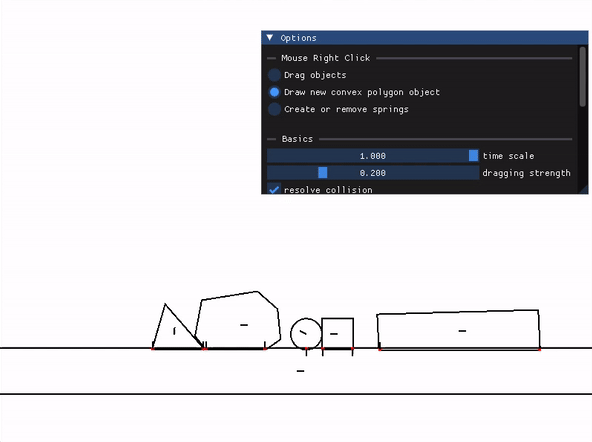 Options
Mouse Right Click
Drag objects
Draw new convex polygon object
Create or remove springs
Basics
1.000 time scale
0.200 dragging strength
resolve collision